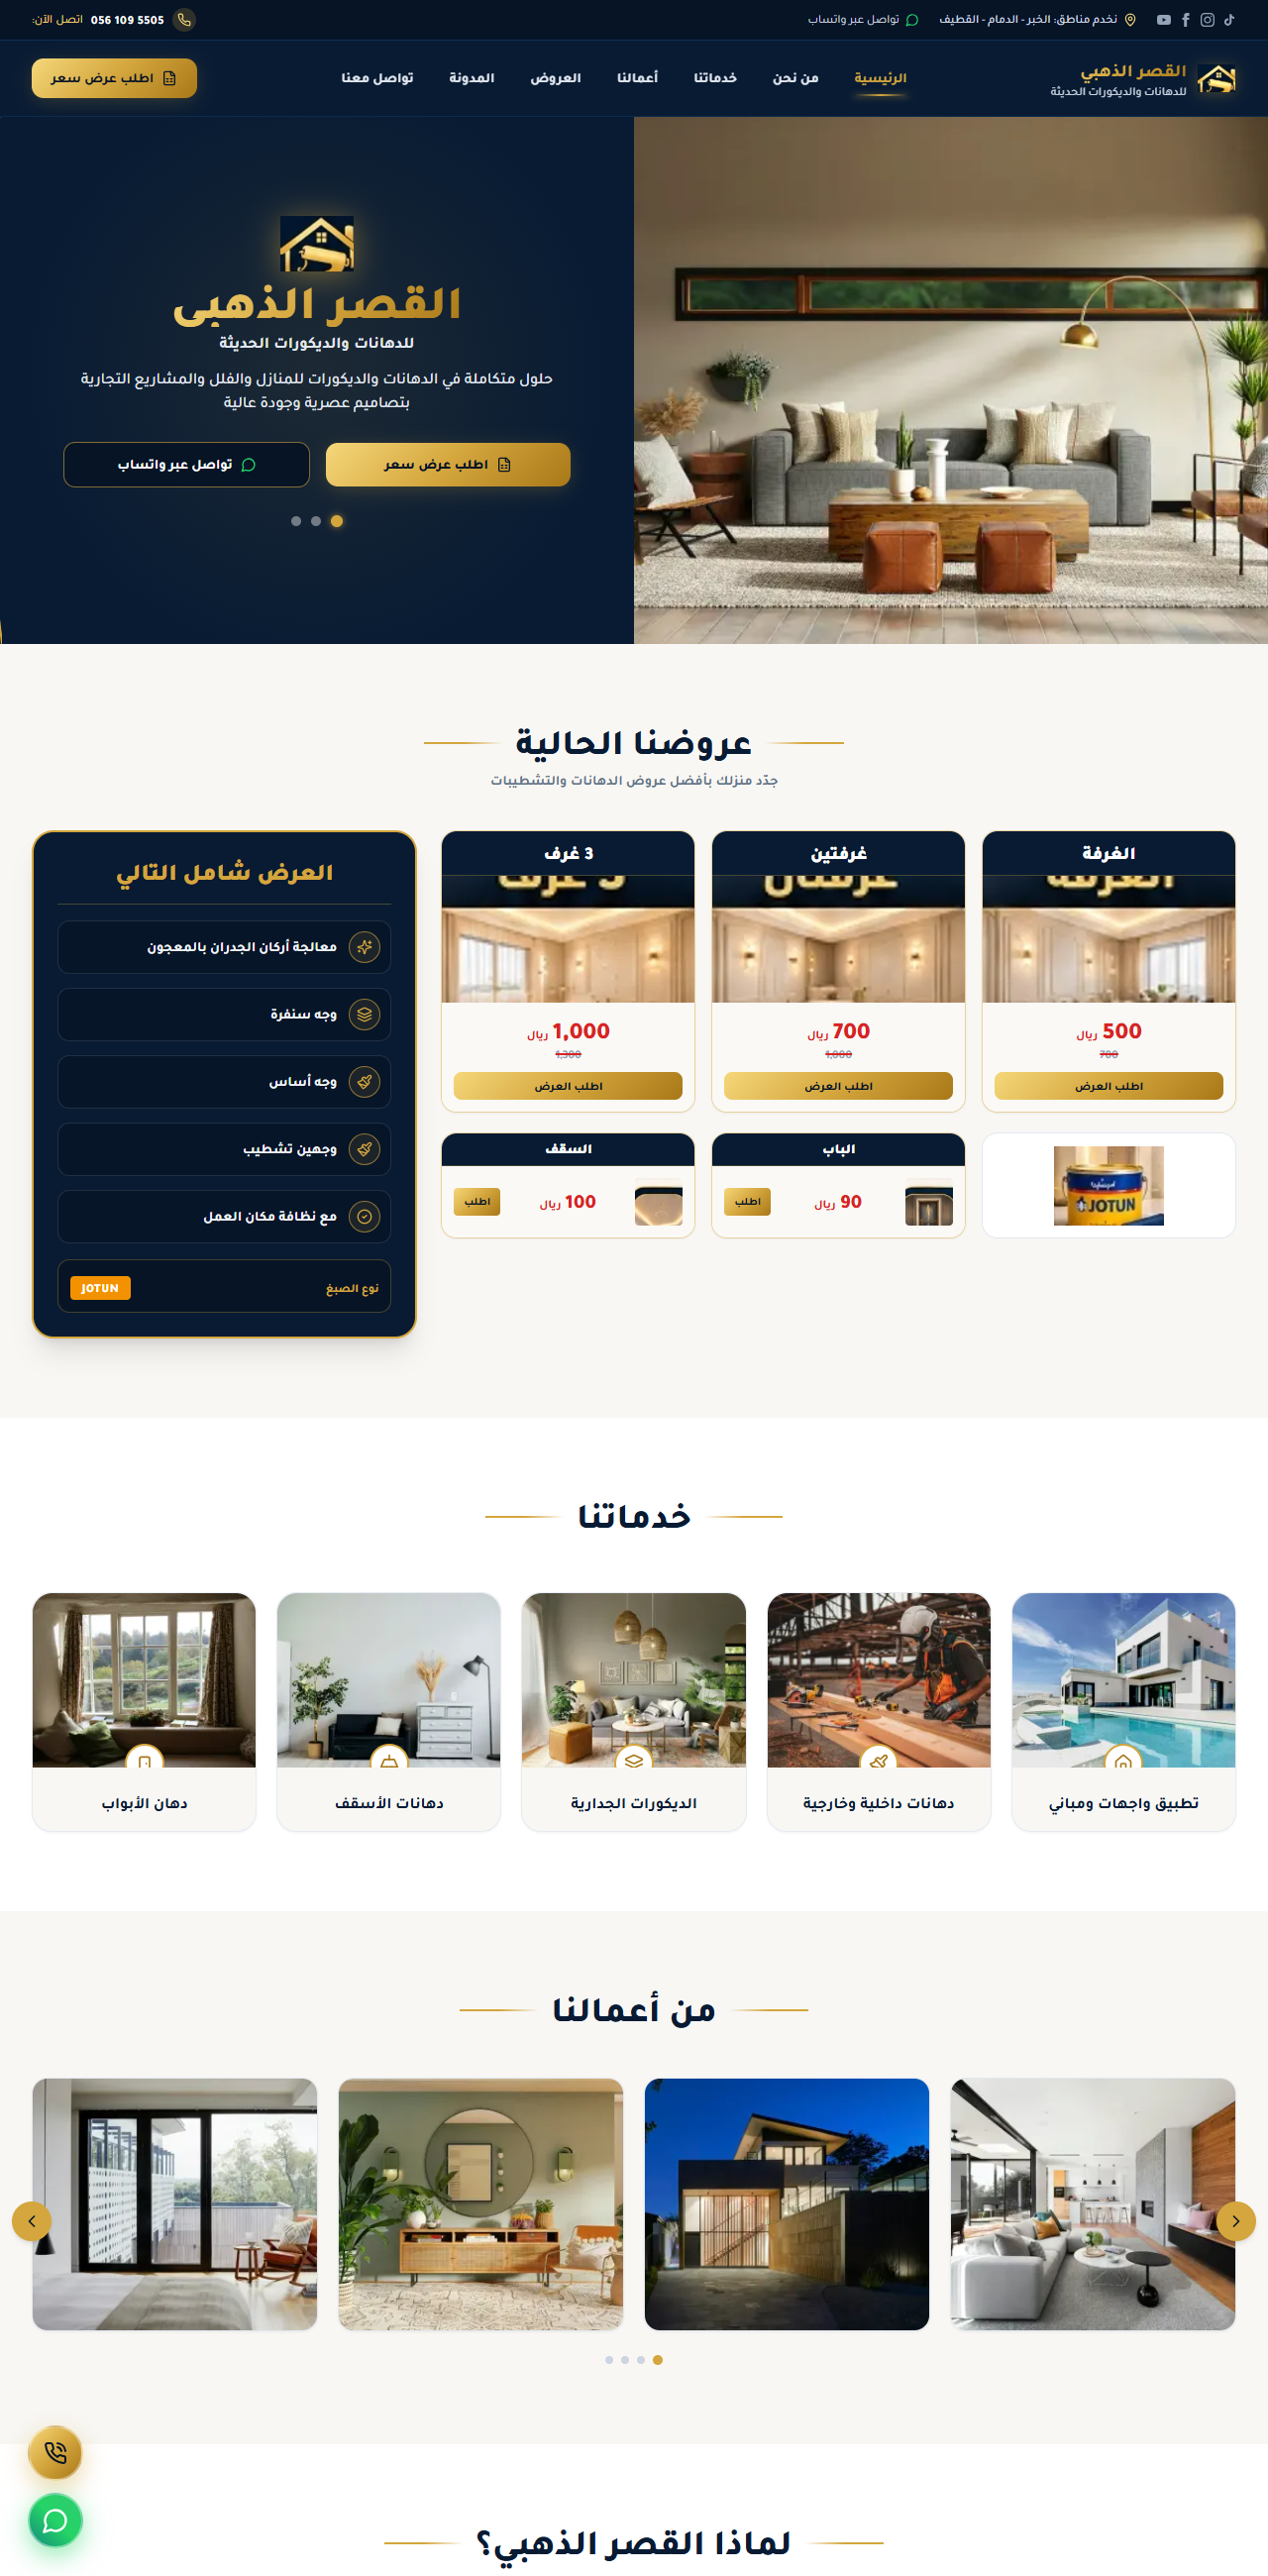 نخدم مناطق: الخبر - الدمام - القطيف
تواصل عبر واتساب
056 109 5505
اتصل الآن:
القصر الذهبي
للدهانات والديكورات الحديثة
الرئيسية
من نحن
خدماتنا
أعمالنا
العروض
المدونة
تواصل معنا
اطلب عرض سعر
القصر الذهبي
للدهانات والديكورات الحديثة
حلول متكاملة في الدهانات والديكورات للمنازل والفلل والمشاريع التجارية
بتصاميم عصرية وجودة عالية
اطلب عرض سعر
تواصل عبر واتساب
عروضنا الحالية
جدّد منزلك بأفضل عروض الدهانات والتشطيبات
الغرفة
الغرفة
500 ريال
700
اطلب العرض
غرفتين
غرفتان
700 ريال
1,000
اطلب العرض
3 غرف
3 غرف
1,000 ريال
1,300
اطلب العرض
JOTUN
الباب
90 ريال
اطلب
السقف
100 ريال
اطلب
العرض شامل التالي
معالجة أركان الجدران بالمعجون
وجه سنفرة
وجه أساس
وجهين تشطيب
مع نظافة مكان العمل
نوع الصبغ
JOTUN
خدماتنا
تطبيق واجهات ومباني
دهانات داخلية وخارجية
الديكورات الجدارية
دهانات الأسقف
دهان الأبواب
من أعمالنا
لماذا القصر الذهبي؟